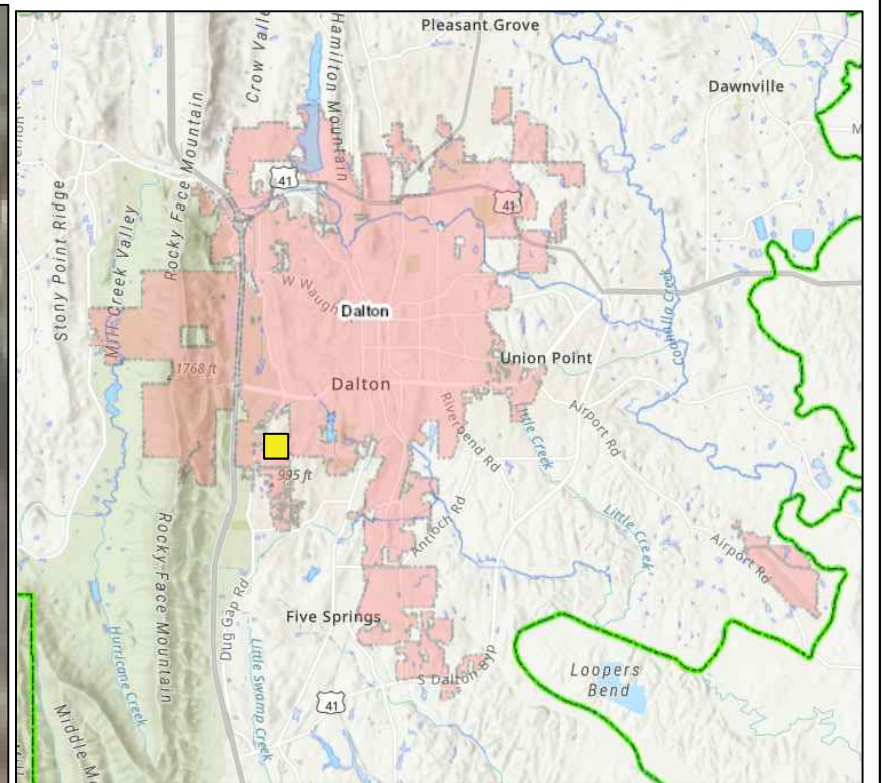 Pleasant Grove
Dawnville
Crow Valle
Hamilton Mountain
Rocky Face Mountain
Stony Point Ridge
Mill Creek Valley
41
41
W Waugh
Dalton
Dalton
Union Point
1768 ft
995 ft
Coahulla Creek
Riverbend Rd
Little Creek
Airport Rd
Antioch Rd
Little Creek
Airport Rd
Rocky Face Mountain
Dug Gap Rd
Five Springs
Hurricane Creek
Little Swamp Creek
S Dalton Byp
41
Loopers
Bend